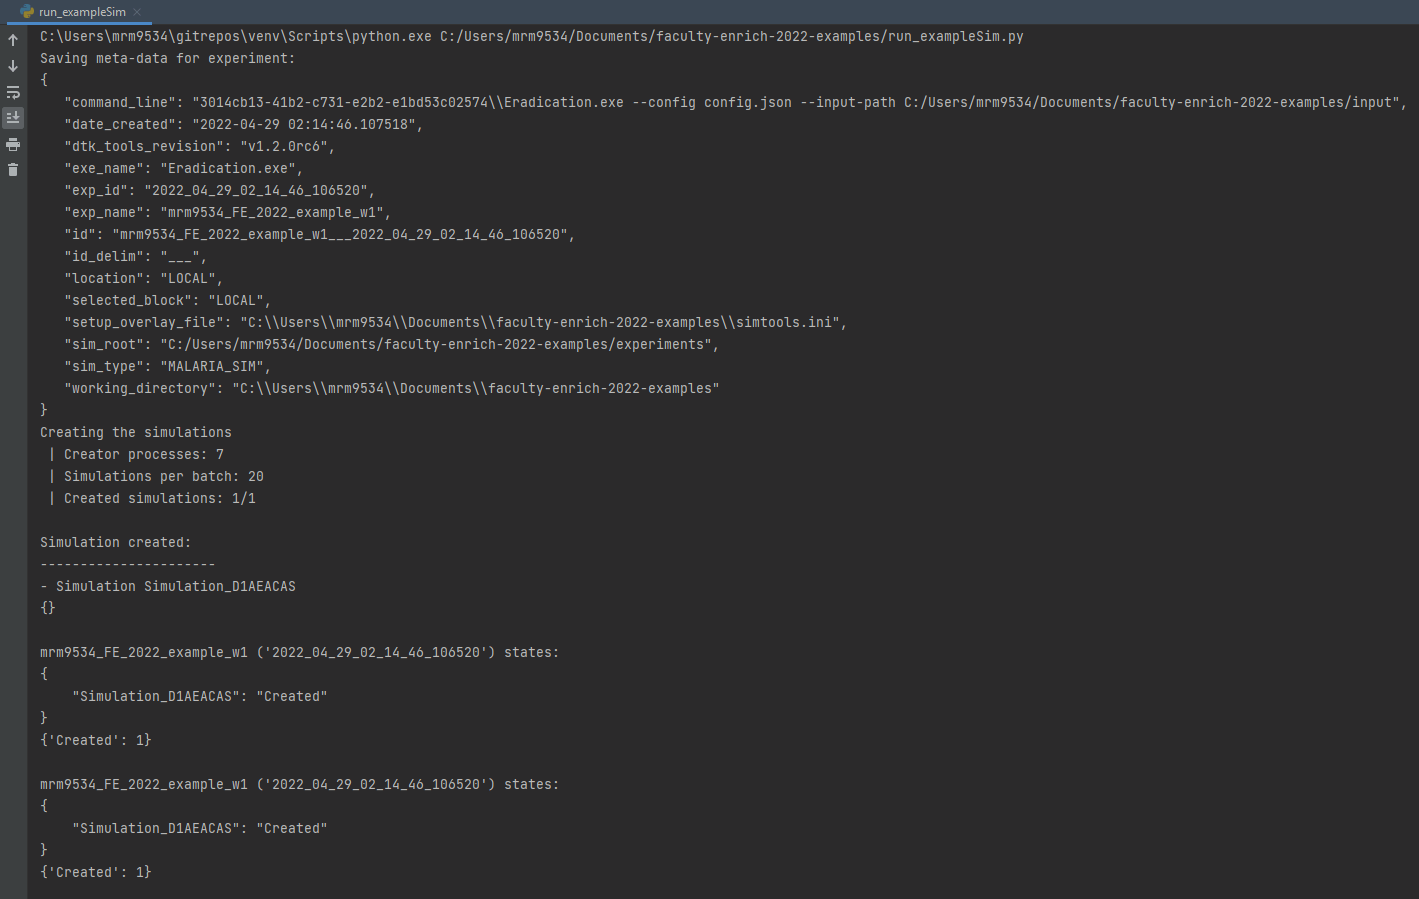 run_exampleSim
C:\Users\mrm9534\gitrepos\venv\Scripts\python.exe C:/Users/mrm9534/Documents/faculty-enrich-2022-examples/run_exampleSim.py
Saving meta-data for experiment:
{
   "command_line": "3014cb13-41b2-c731-e2b2-e1bd53c02574\\Eradication.exe --config config.json --input-path C:/Users/mrm9534/Documents/faculty-enrich-2022-examples/input",
   "date_created": "2022-04-29 02:14:46.107518",
   "dtk_tools_revision": "v1.2.0rc6",
   "exe_name": "Eradication.exe",
   "exp_id": "2022_04_29_02_14_46_106520",
   "exp_name": "mrm9534_FE_2022_example_w1",
   "id": "mrm9534_FE_2022_example_w1___2022_04_29_02_14_46_106520",
   "id_delim": "___",
   "location": "LOCAL",
   "selected_block": "LOCAL",
   "setup_overlay_file": "C:\\Users\\mrm9534\\Documents\\faculty-enrich-2022-examples\\simtools.ini",
   "sim_root": "C:/Users/mrm9534/Documents/faculty-enrich-2022-examples/experiments",
   "sim_type": "MALARIA_SIM",
   "working_directory": "C:\\Users\\mrm9534\\Documents\\faculty-enrich-2022-examples"
}
Creating the simulations
 | Creator processes: 7
 | Simulations per batch: 20
 | Created simulations: 1/1
Simulation created:
----------------------
- Simulation Simulation_D1AEACAS
{}
mrm9534_FE_2022_example_w1 ('2022_04_29_02_14_46_106520') states:
{
    "Simulation_D1AEACAS": "Created"
}
{'Created': 1}
mrm9534_FE_2022_example_w1 ('2022_04_29_02_14_46_106520') states:
{
    "Simulation_D1AEACAS": "Created"
}
{'Created': 1}